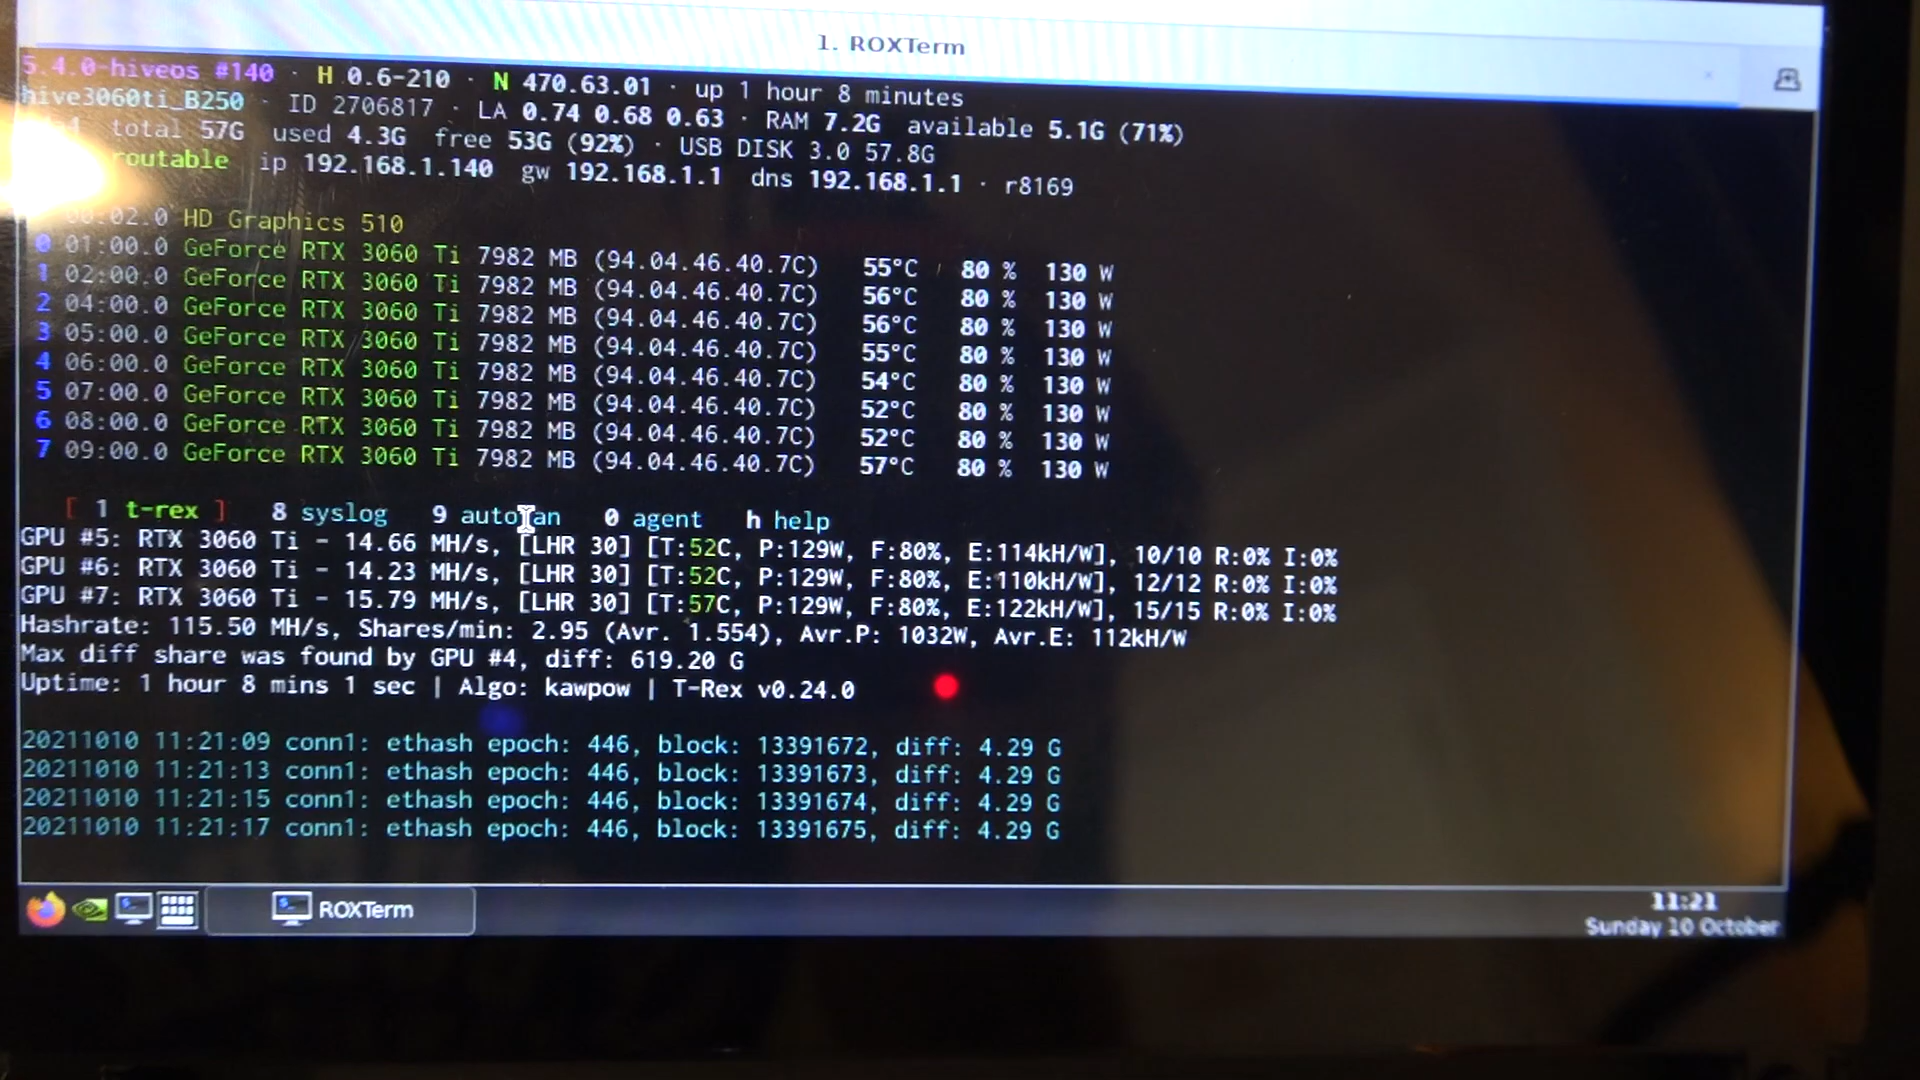 1. ROXTerm
5.4.0-hiveos #140 · H 0.6-210 · N 470.63.01 · up 1 hour 8 minutes
hive3060ti_B250 · ID 2706817 · LA 0.74 0.68 0.63 · RAM 7.2G available 5.1G (71%)
total 57G used 4.3G free 53G (92%) · USB DISK 3.0 57.8G
routable ip 192.168.1.140 gw 192.168.1.1 dns 192.168.1.1 · r8169
00:02.0 HD Graphics 510
0 01:00.0 GeForce RTX 3060 Ti 7982 MB (94.04.46.40.7C) 55°C 80 % 130 W
1 02:00.0 GeForce RTX 3060 Ti 7982 MB (94.04.46.40.7C) 56°C 80 % 130 W
2 04:00.0 GeForce RTX 3060 Ti 7982 MB (94.04.46.40.7C) 56°C 80 % 130 W
3 05:00.0 GeForce RTX 3060 Ti 7982 MB (94.04.46.40.7C) 55°C 80 % 130 W
4 06:00.0 GeForce RTX 3060 Ti 7982 MB (94.04.46.40.7C) 54°C 80 % 130 W
5 07:00.0 GeForce RTX 3060 Ti 7982 MB (94.04.46.40.7C) 52°C 80 % 130 W
6 08:00.0 GeForce RTX 3060 Ti 7982 MB (94.04.46.40.7C) 52°C 80 % 130 W
7 09:00.0 GeForce RTX 3060 Ti 7982 MB (94.04.46.40.7C) 57°C 80 % 130 W
[ 1 t-rex ] 8 syslog 9 autofan 0 agent h help
GPU #5: RTX 3060 Ti - 14.66 MH/s, [LHR 30] [T:52C, P:129W, F:80%, E:114kH/W], 10/10 R:0% I:0%
GPU #6: RTX 3060 Ti - 14.23 MH/s, [LHR 30] [T:52C, P:129W, F:80%, E:110kH/W], 12/12 R:0% I:0%
GPU #7: RTX 3060 Ti - 15.79 MH/s, [LHR 30] [T:57C, P:129W, F:80%, E:122kH/W], 15/15 R:0% I:0%
Hashrate: 115.50 MH/s, Shares/min: 2.95 (Avr. 1.554), Avr.P: 1032W, Avr.E: 112kH/W
Max diff share was found by GPU #4, diff: 619.20 G
Uptime: 1 hour 8 mins 1 sec | Algo: kawpow | T-Rex v0.24.0
20211010 11:21:09 conn1: ethash epoch: 446, block: 13391672, diff: 4.29 G
20211010 11:21:13 conn1: ethash epoch: 446, block: 13391673, diff: 4.29 G
20211010 11:21:15 conn1: ethash epoch: 446, block: 13391674, diff: 4.29 G
20211010 11:21:17 conn1: ethash epoch: 446, block: 13391675, diff: 4.29 G
ROXTerm
11:21
Sunday 10 October